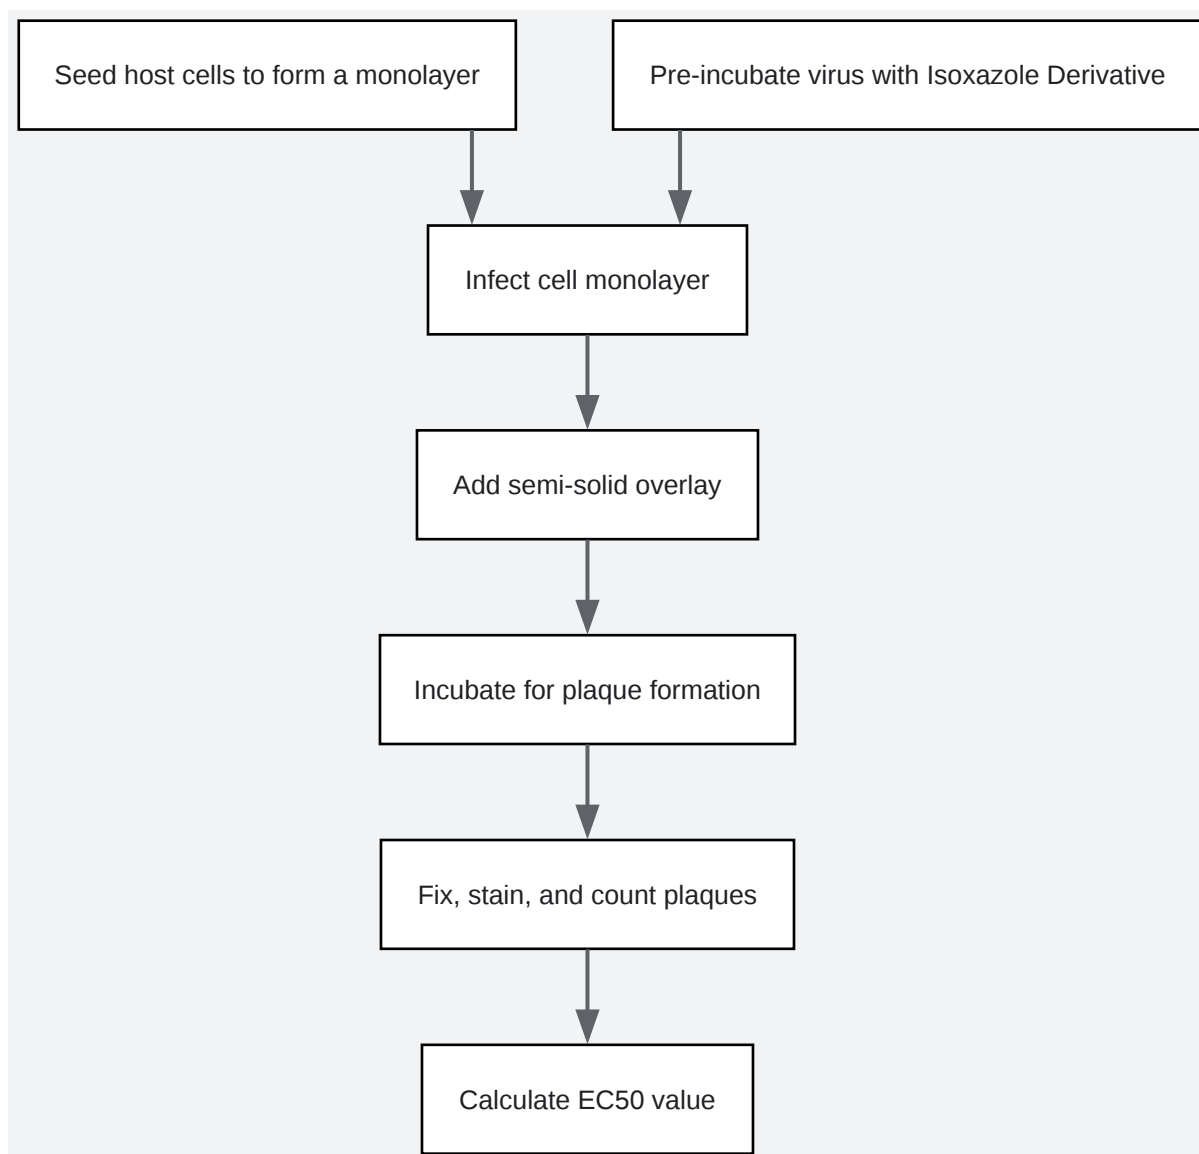 Seed host cells to form a monolayer
Pre-incubate virus with Isoxazole Derivative
Infect cell monolayer
Add semi-solid overlay
Incubate for plaque formation
Fix, stain, and count plaques
Calculate EC50 value